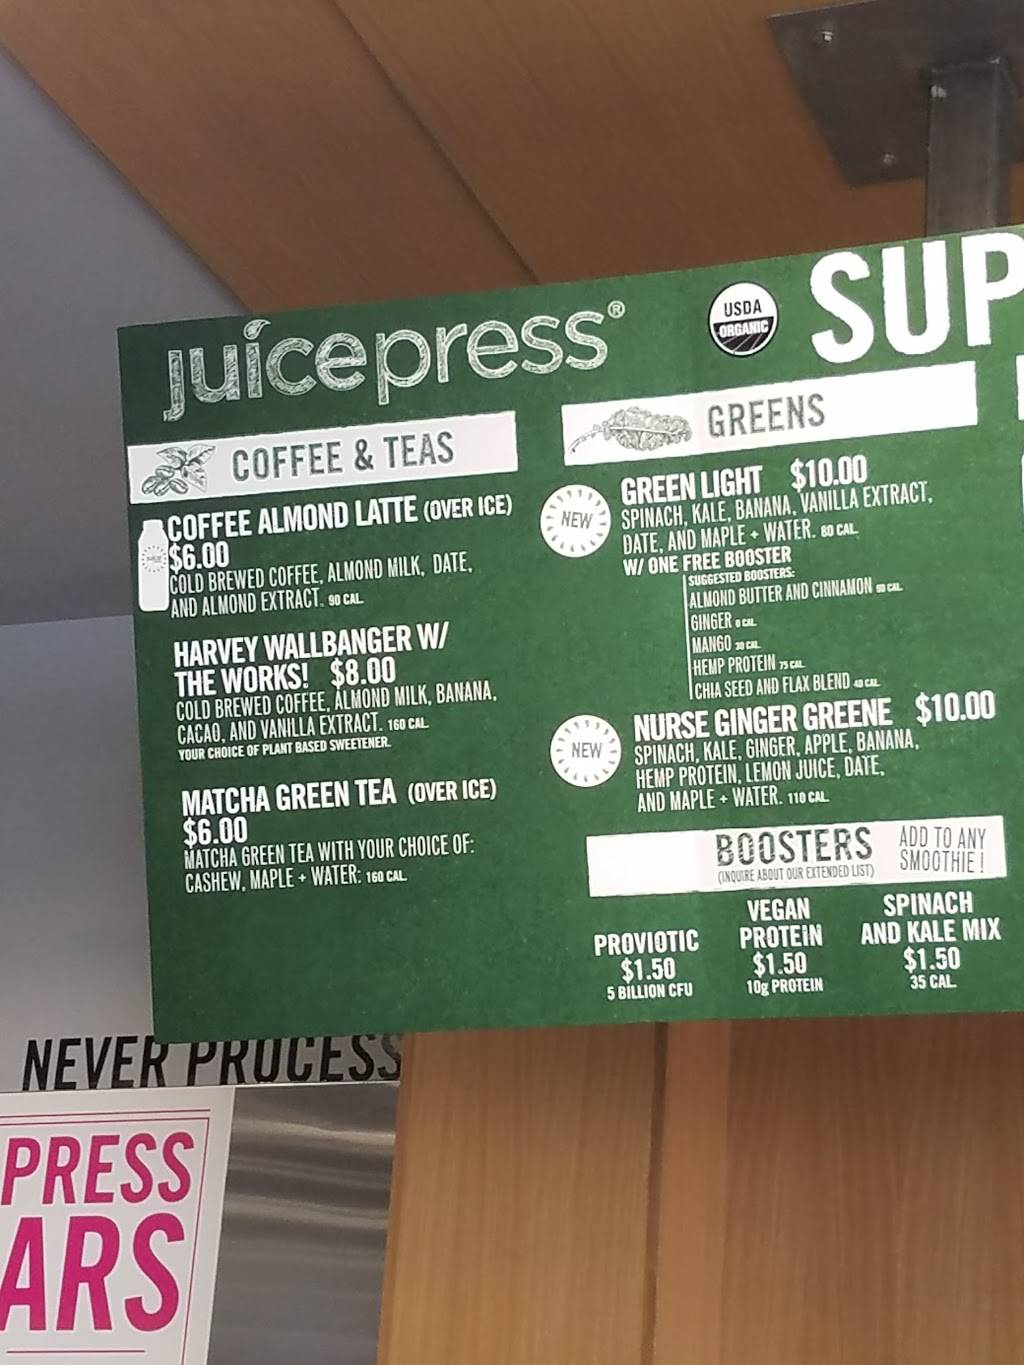 juicepress®
USDA
ORGANIC
SUP
COFFEE & TEAS
COFFEE ALMOND LATTE (OVER ICE)
$6.00
COLD BREWED COFFEE, ALMOND MILK, DATE,
AND ALMOND EXTRACT. 90 CAL.
HARVEY WALLBANGER W/
THE WORKS! $8.00
COLD BREWED COFFEE, ALMOND MILK, BANANA,
CACAO, AND VANILLA EXTRACT. 160 CAL.
YOUR CHOICE OF PLANT BASED SWEETENER.
MATCHA GREEN TEA (OVER ICE)
$6.00
MATCHA GREEN TEA WITH YOUR CHOICE OF:
CASHEW, MAPLE + WATER: 160 CAL.
GREENS
NEW
GREEN LIGHT $10.00
SPINACH, KALE, BANANA, VANILLA EXTRACT,
DATE, AND MAPLE + WATER. 80 CAL.
W/ ONE FREE BOOSTER
SUGGESTED BOOSTERS:
ALMOND BUTTER AND CINNAMON CAL.
GINGER 0 CAL.
MANGO 30 CAL.
HEMP PROTEIN 75 CAL.
CHIA SEED AND FLAX BLEND 40 CAL.
NEW
NURSE GINGER GREENE $10.00
SPINACH, KALE, GINGER, APPLE, BANANA,
HEMP PROTEIN, LEMON JUICE, DATE,
AND MAPLE + WATER. 110 CAL.
BOOSTERS
(INQUIRE ABOUT OUR EXTENDED LIST)
ADD TO ANY
SMOOTHIE!
PROVIOTIC
$1.50
5 BILLION CFU
VEGAN
PROTEIN
$1.50
10g PROTEIN
SPINACH
AND KALE MIX
$1.50
35 CAL.
NEVER PROCESS
PRESS
ARS